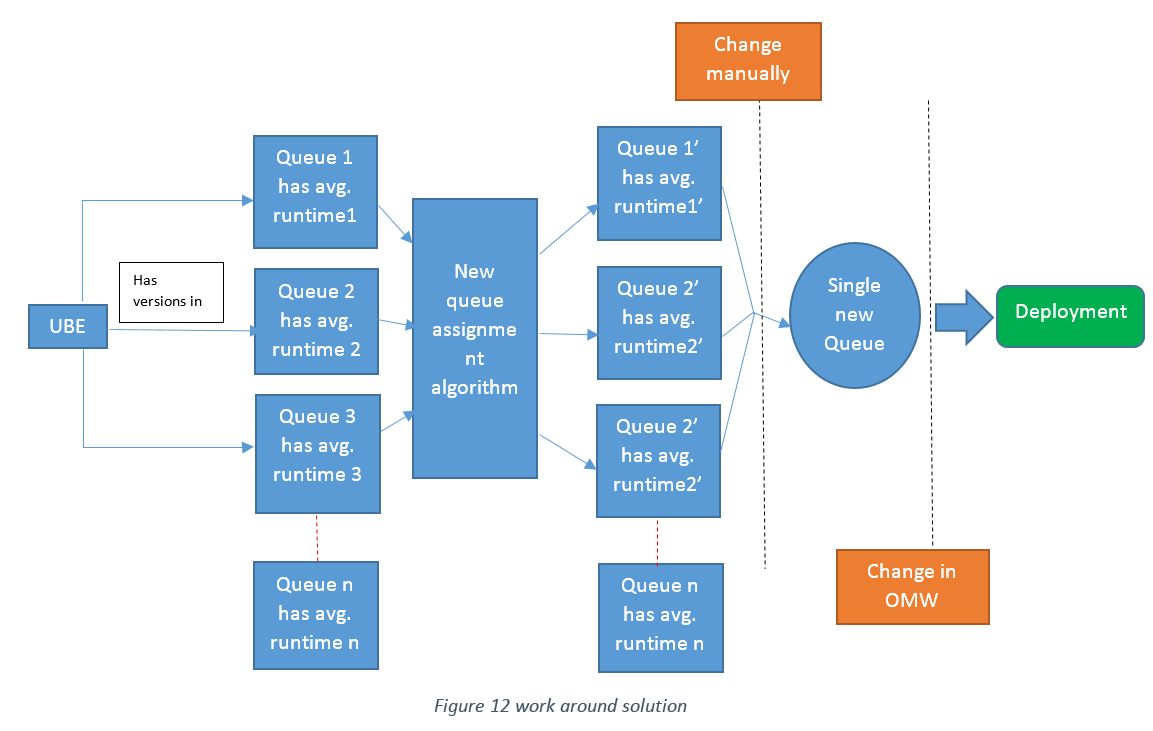 Change
manually
Queue 1
has avg.
runtime1
Queue 1’
has avg.
runtime1’
New
queue
assignme
nt
algorithm
Has
versions in
UBE
Queue 2
has avg.
runtime 2
Queue 2’
has avg.
runtime2’
Single
new
Queue
Deployment
Queue 3
has avg.
runtime 3
Queue 2’
has avg.
runtime2’
Queue n
has avg.
runtime n
Queue n
has avg.
runtime n
Change in
OMW
Figure 12 work around solution